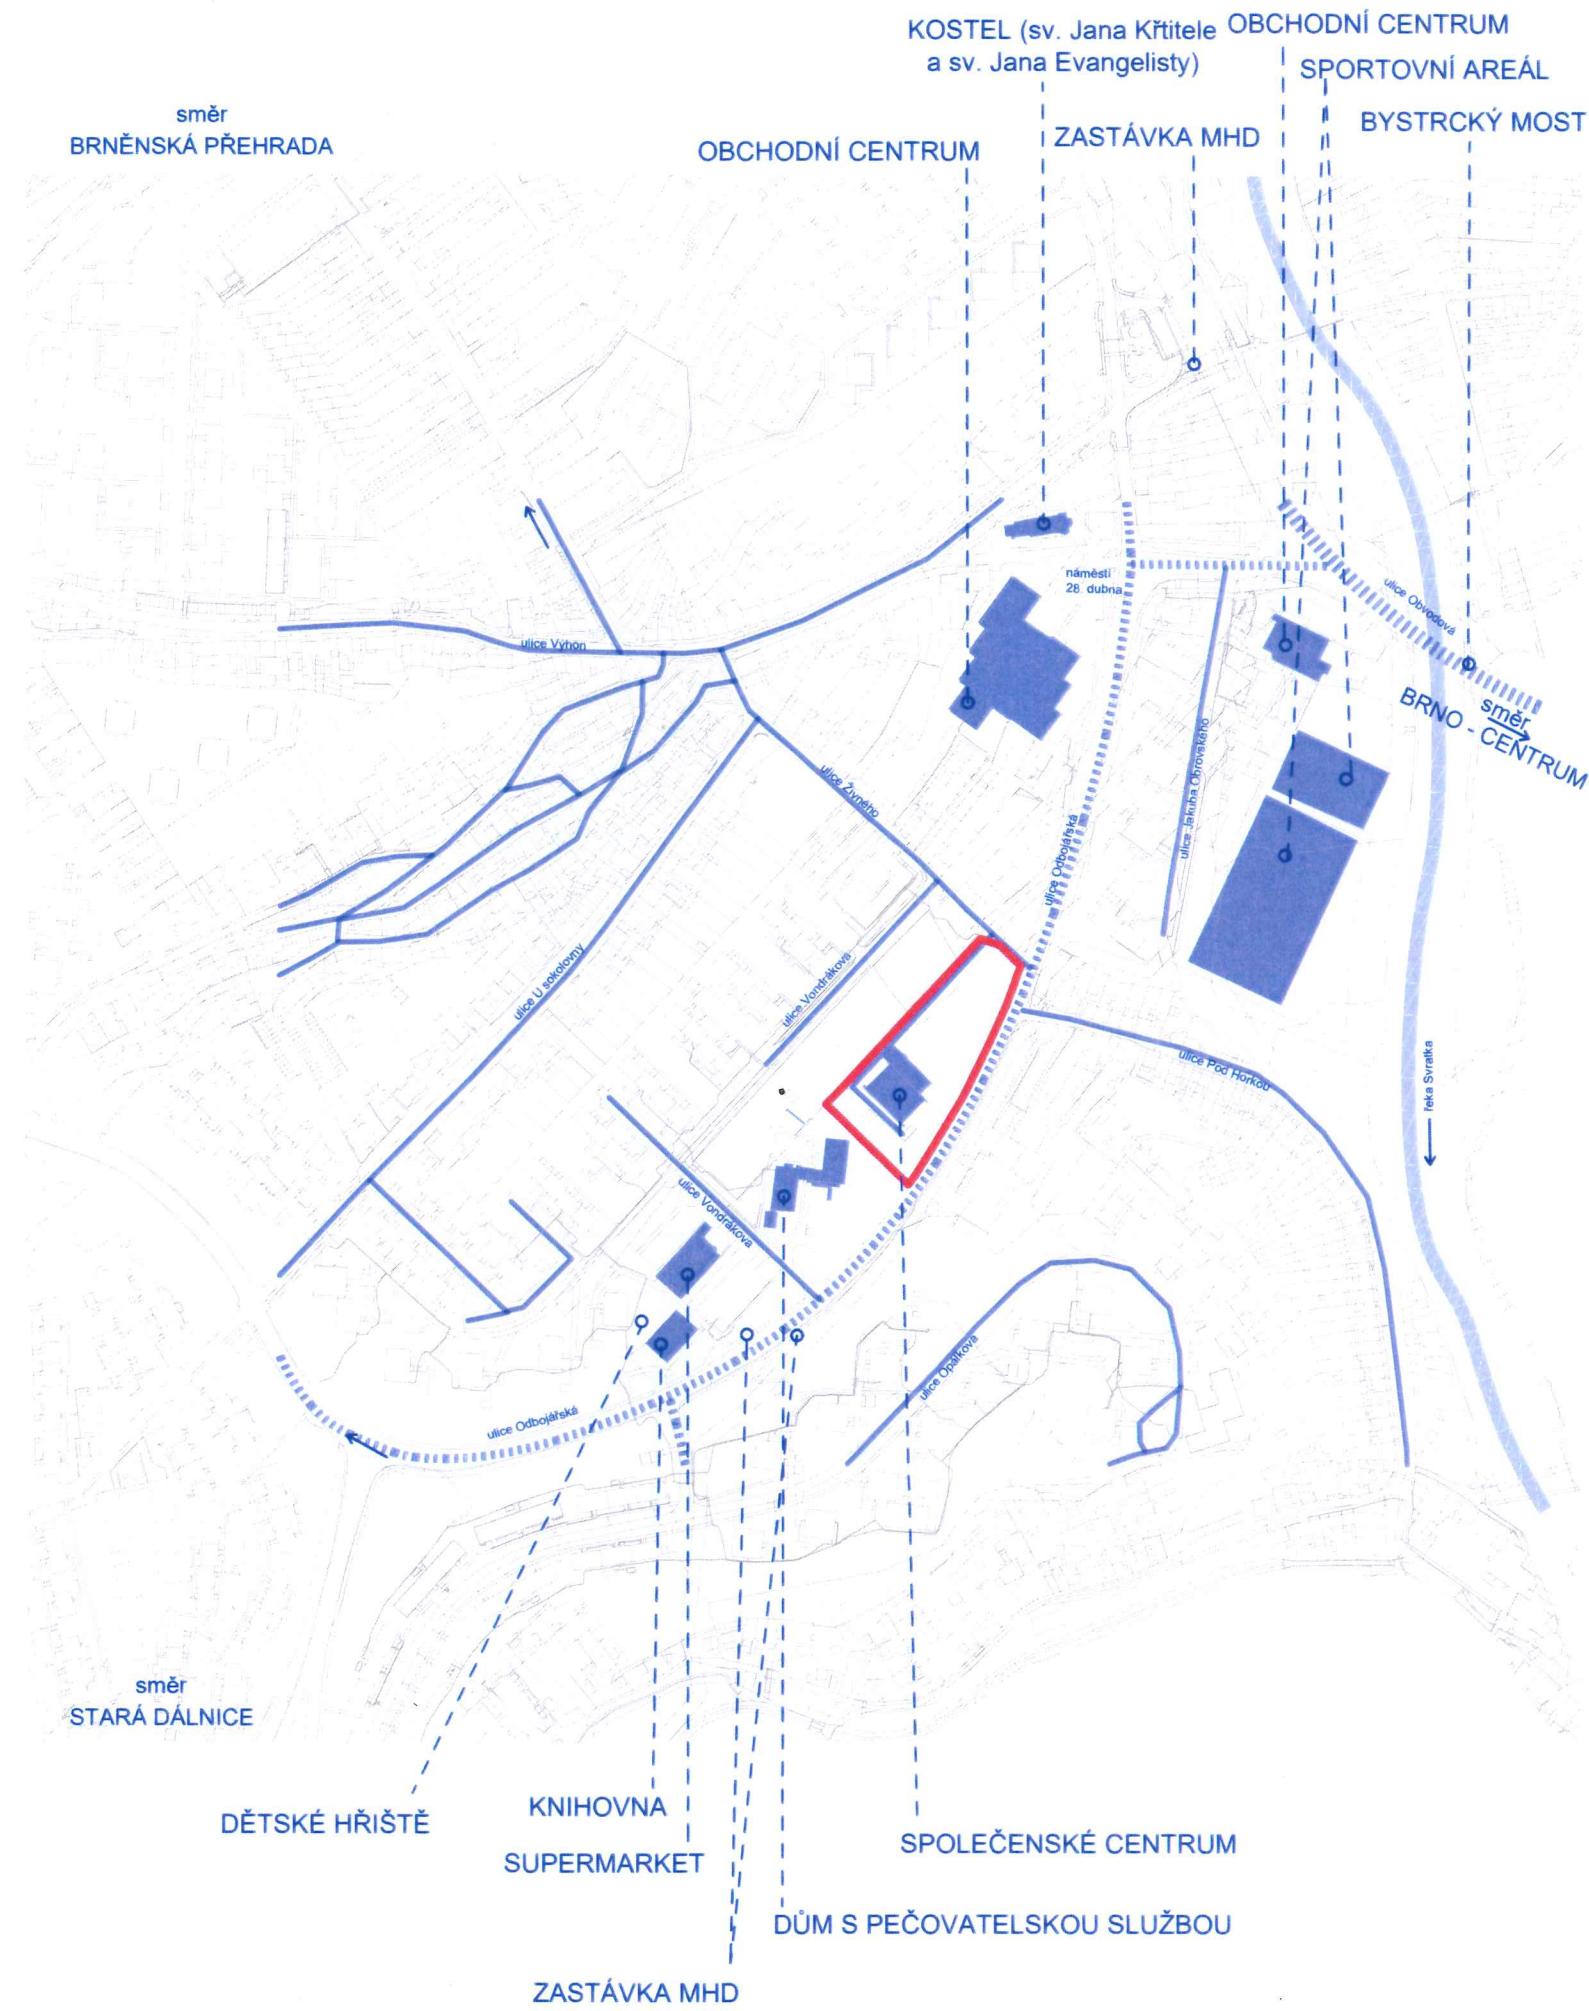 KOSTEL (sv. Jana Křtitele
a sv. Jana Evangelisty)
OBCHODNÍ CENTRUM
SPORTOVNÍ AREÁL
BYSTRCKÝ MOST
směr
BRNĚNSKÁ PŘEHRADA
OBCHODNÍ CENTRUM
ZASTÁVKA MHD
náměstí
28. dubna
ulice Obvodová
ulice Výhon
směr
BRNO - CENTRUM
ulice Živného
ulice Jakuba Obrovského
ulice Odbojářská
ulice U sokolovny
ulice Vondrákova
ulice Pod Horkou
řeka Svratka
ulice Vondrákova
ulice Opálkova
ulice Odbojářská
směr
STARÁ DÁLNICE
DĚTSKÉ HŘIŠTĚ
KNIHOVNA
SUPERMARKET
SPOLEČENSKÉ CENTRUM
DŮM S PEČOVATELSKOU SLUŽBOU
ZASTÁVKA MHD